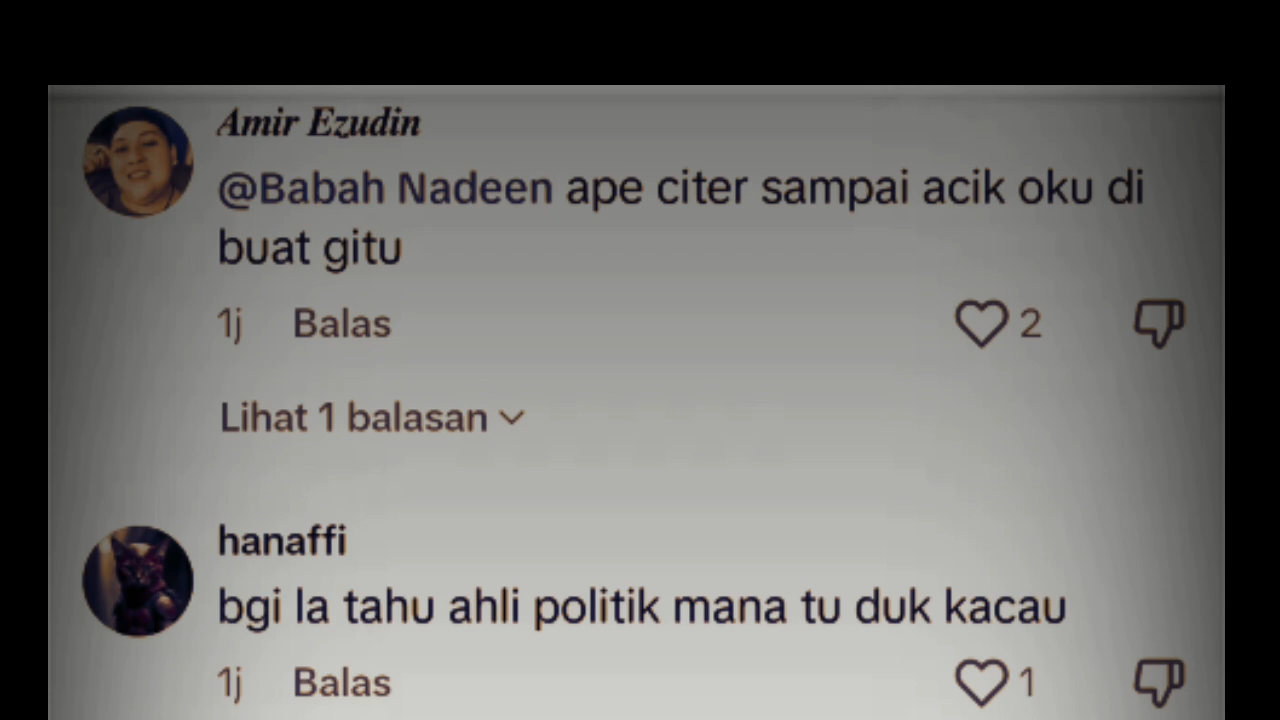 Amir Ezudin
@Babah Nadeen ape citer sampai acik oku di
buat gitu
1j Balas 2
Lihat 1 balasan
hanaffi
bgi la tahu ahli politik mana tu duk kacau
1j Balas 1